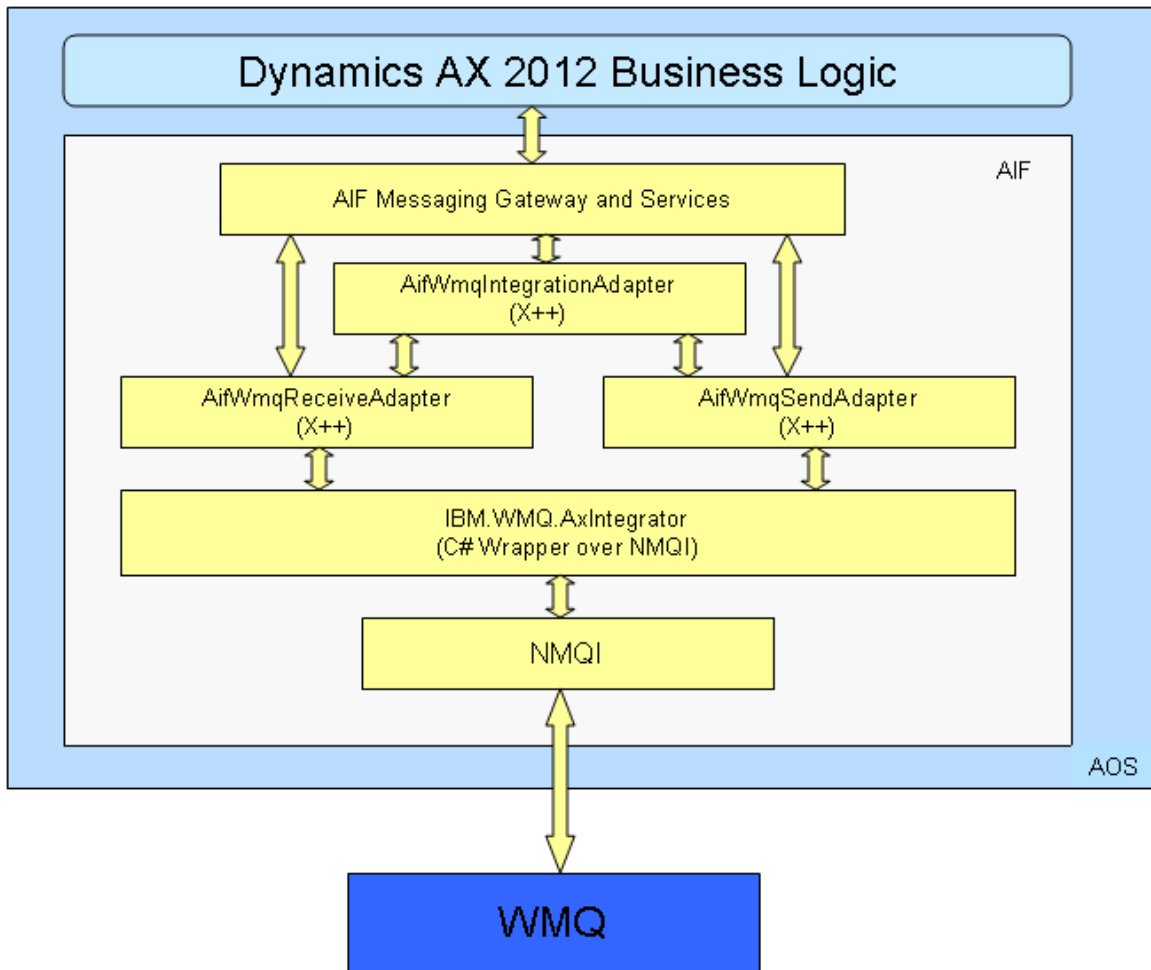 Dynamics AX 2012 Business Logic
AIF
AIF Messaging Gateway and Services
AifWmqIntegrationAdapter
(X++)
AifWmqReceiveAdapter
(X++)
AifWmqSendAdapter
(X++)
IBM.WMQ.AxIntegrator
(C# Wrapper over NMQI)
NMQI
AOS
WMQ